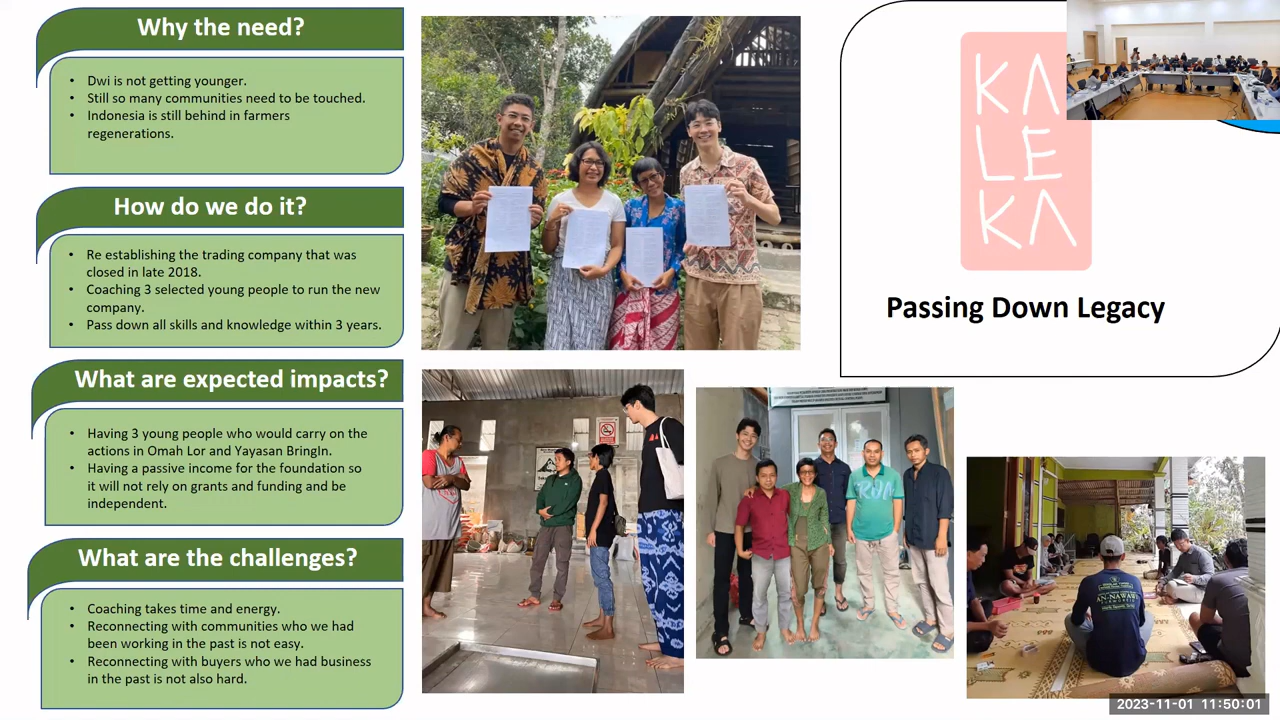 Why the need?
Dwi is not getting younger.
Still so many communities need to be touched.
Indonesia is still behind in farmers
regenerations.
How do we do it?
Re establishing the trading company that was
closed in late 2018.
Coaching 3 selected young people to run the new
company.
Pass down all skills and knowledge within 3 years.
What are expected impacts?
Having 3 young people who would carry on the
actions in Omah Lor and Yayasan BringIn.
Having a passive income for the foundation so
it will not rely on grants and funding and be
independent.
What are the challenges?
Coaching takes time and energy.
Reconnecting with communities who we had
been working in the past is not easy.
Reconnecting with buyers who we had business
in the past is not also hard.
KA
LE
KA
Passing Down Legacy
AN-NAWA
2023-11-01 11:50:01